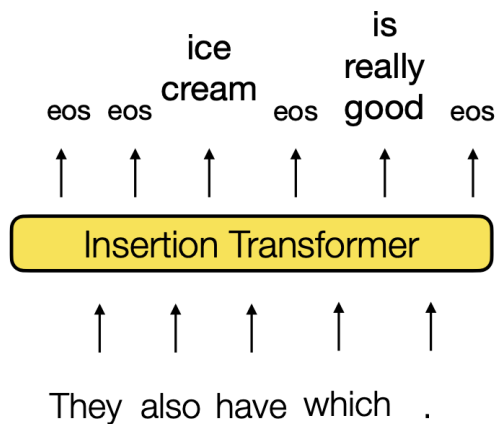 is
ice really
cream good
eos eos eos eos
Insertion Transformer
They also have which .